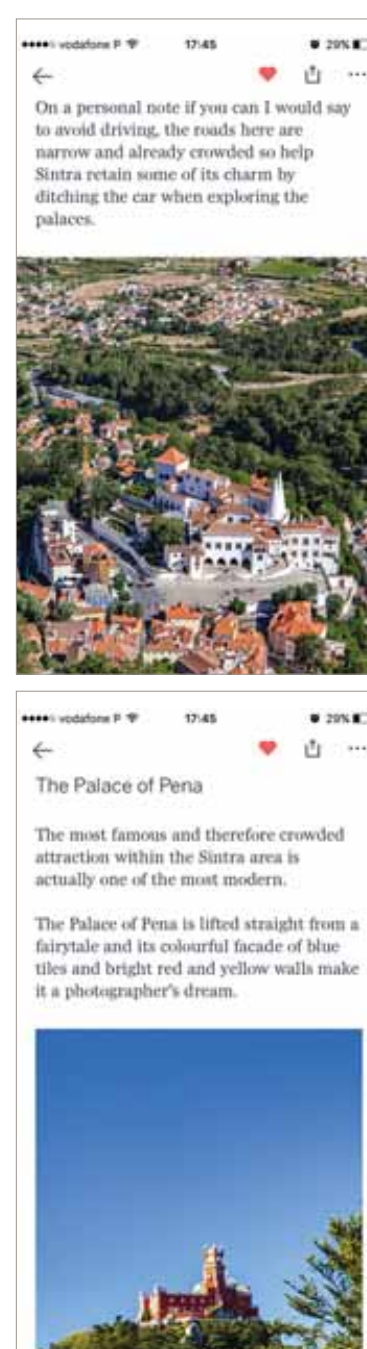 vodafone P 17:45 29%
On a personal note if you can I would say
to avoid driving, the roads here are
narrow and already crowded so help
Sintra retain some of its charm by
ditching the car when exploring the
palaces.
vodafone P 17:45 29%
The Palace of Pena
The most famous and therefore crowded
attraction within the Sintra area is
actually one of the most modern.
The Palace of Pena is lifted straight from a
fairytale and its colourful facade of blue
tiles and bright red and yellow walls make
it a photographer's dream.